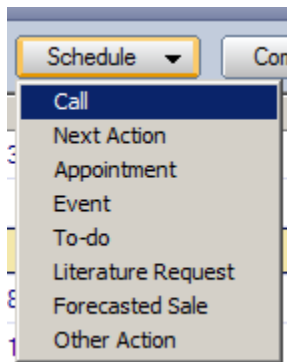 Schedule
Call
Next Action
Appointment
Event
To-do
Literature Request
Forecasted Sale
Other Action